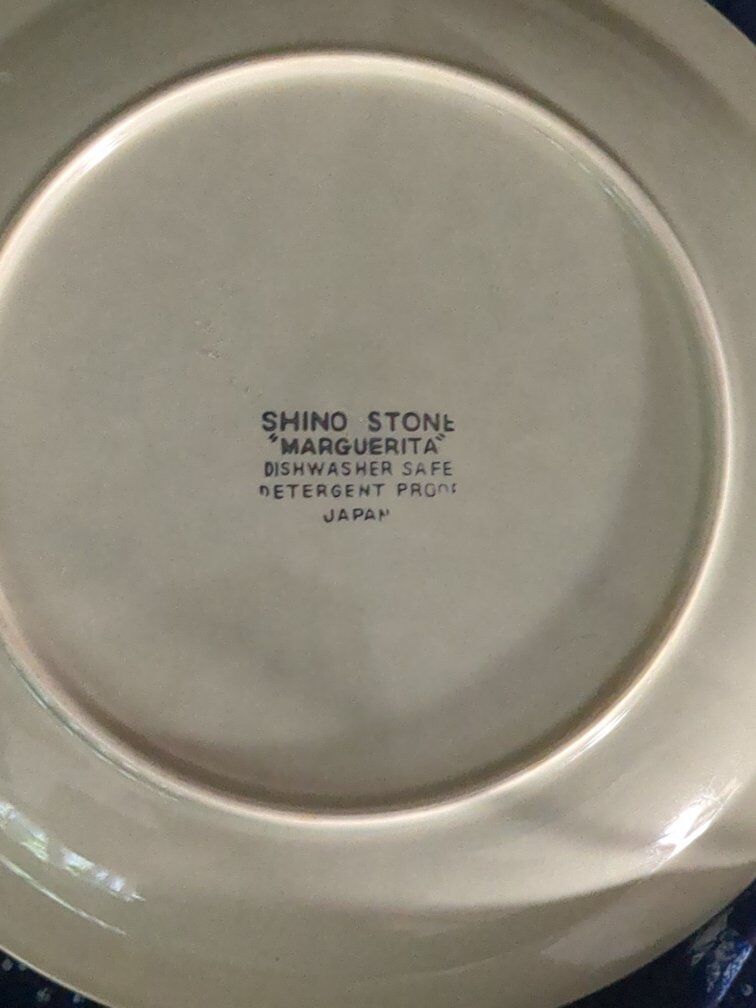 SHINO STONE
"MARGUERITA"
DISHWASHER SAFE
DETERGENT PROOF
JAPAN